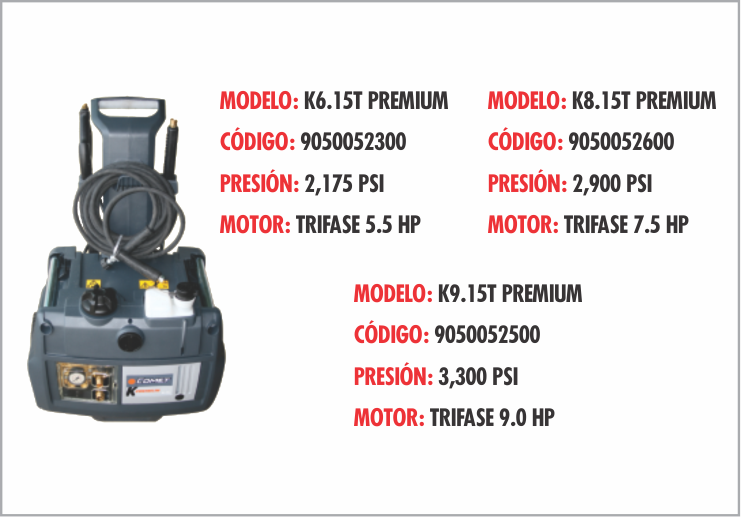 MODELO: K6.15T PREMIUM
CÓDIGO: 9050052300
PRESIÓN: 2,175 PSI
MOTOR: TRIFASE 5.5 HP
MODELO: K8.15T PREMIUM
CÓDIGO: 9050052600
PRESIÓN: 2,900 PSI
MOTOR: TRIFASE 7.5 HP
MODELO: K9.15T PREMIUM
CÓDIGO: 9050052500
PRESIÓN: 3,300 PSI
MOTOR: TRIFASE 9.0 HP
COMET
K